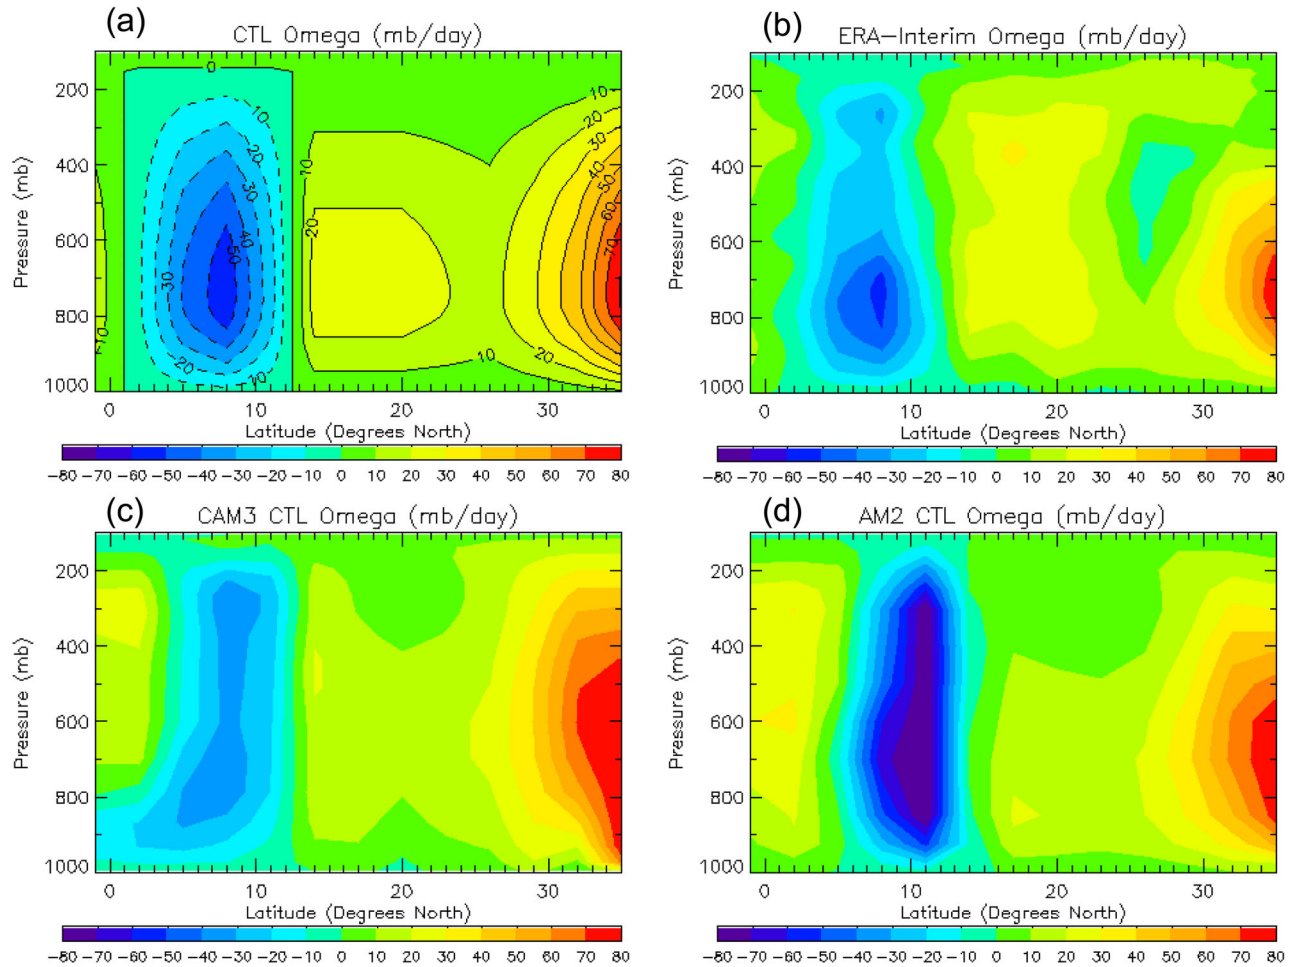 (a)
CTL Omega (mb/day)
Pressure (mb)
200
400
600
800
1000
0
10
20
30
40
50
30
20
10
10
10
20
10
20
10
20
30
40
50
60
70
0 10 20 30
Latitude (Degrees North)
−80 −70 −60 −50 −40 −30 −20 −10 0 10 20 30 40 50 60 70 80
(b)
ERA−Interim Omega (mb/day)
Pressure (mb)
200
400
600
800
1000
0 10 20 30
Latitude (Degrees North)
−80 −70 −60 −50 −40 −30 −20 −10 0 10 20 30 40 50 60 70 80
(c)
CAM3 CTL Omega (mb/day)
Pressure (mb)
200
400
600
800
1000
0 10 20 30
Latitude (Degrees North)
−80 −70 −60 −50 −40 −30 −20 −10 0 10 20 30 40 50 60 70 80
(d)
AM2 CTL Omega (mb/day)
Pressure (mb)
200
400
600
800
1000
0 10 20 30
Latitude (Degrees North)
−80 −70 −60 −50 −40 −30 −20 −10 0 10 20 30 40 50 60 70 80